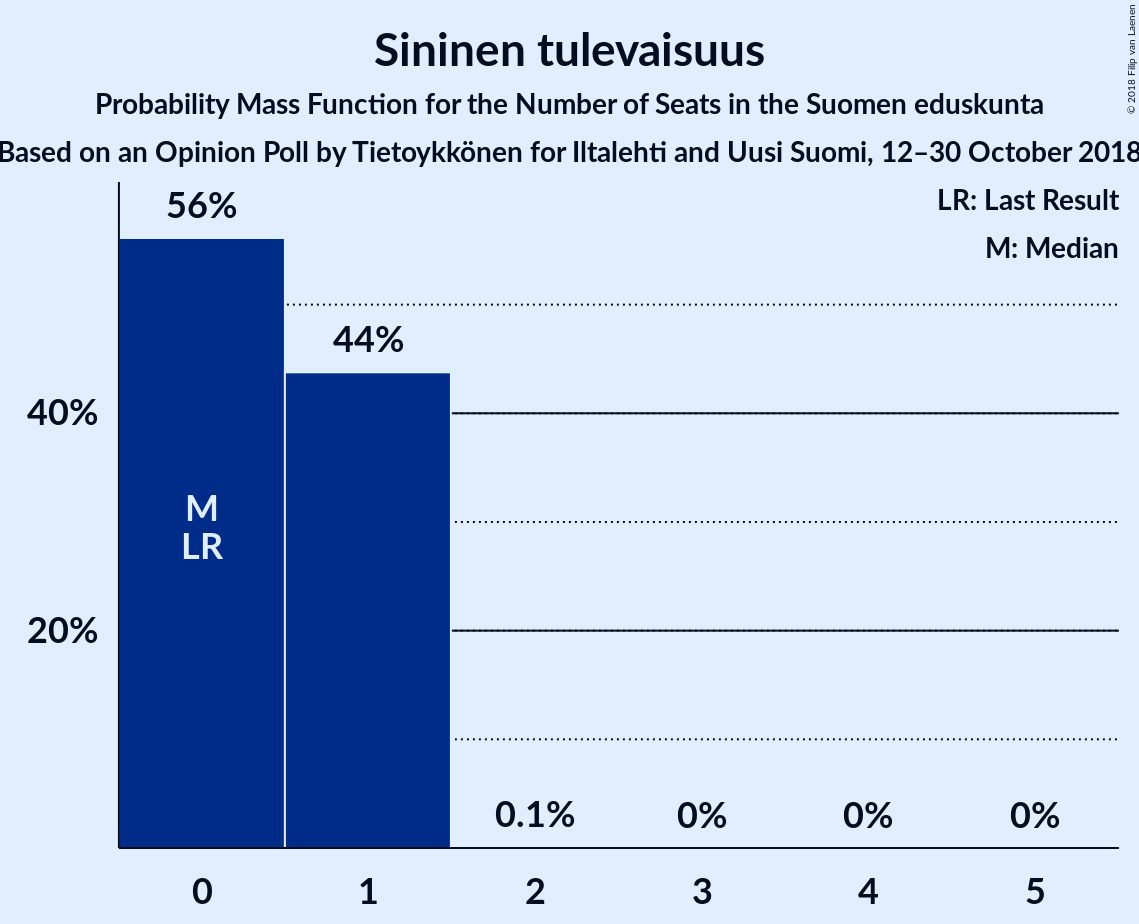 Sininen tulevaisuus
Probability Mass Function for the Number of Seats in the Suomen eduskunta
Based on an Opinion Poll by Tietoykkönen for Iltalehti and Uusi Suomi, 12–30 October 2018
© 2018 Filip van Laenen
LR: Last Result
M: Median
56%
44%
40%
M
LR
20%
0.1%
0%
0%
0%
0
1
2
3
4
5